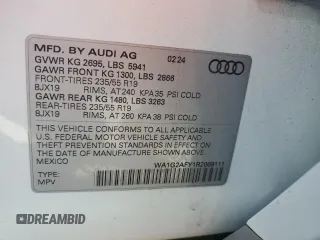 MFD. BY AUDI AG 02 24
GVWR KG 2695, LBS 5941
GAWR FRONT KG 1300, LBS 2866
FRONT-TIRES 235/55 R19
8JX19 RIMS, AT 240 KPA 35 PSI COLD
GAWR REAR KG 1480, LBS 3263
REAR-TIRES 235/55 R19
8JX19 RIMS, AT 260 KPA 38 PSI COLD
THIS VEHICLE CONFORMS TO ALL APPLICABLE
U.S. FEDERAL MOTOR VEHICLE SAFETY AND
THEFT PREVENTION STANDARDS IN EFFECT ON THE
DATE OF MANUFACTURE SHOWN ABOVE
MEXICO
TYPE:
MPV
DREAMBID